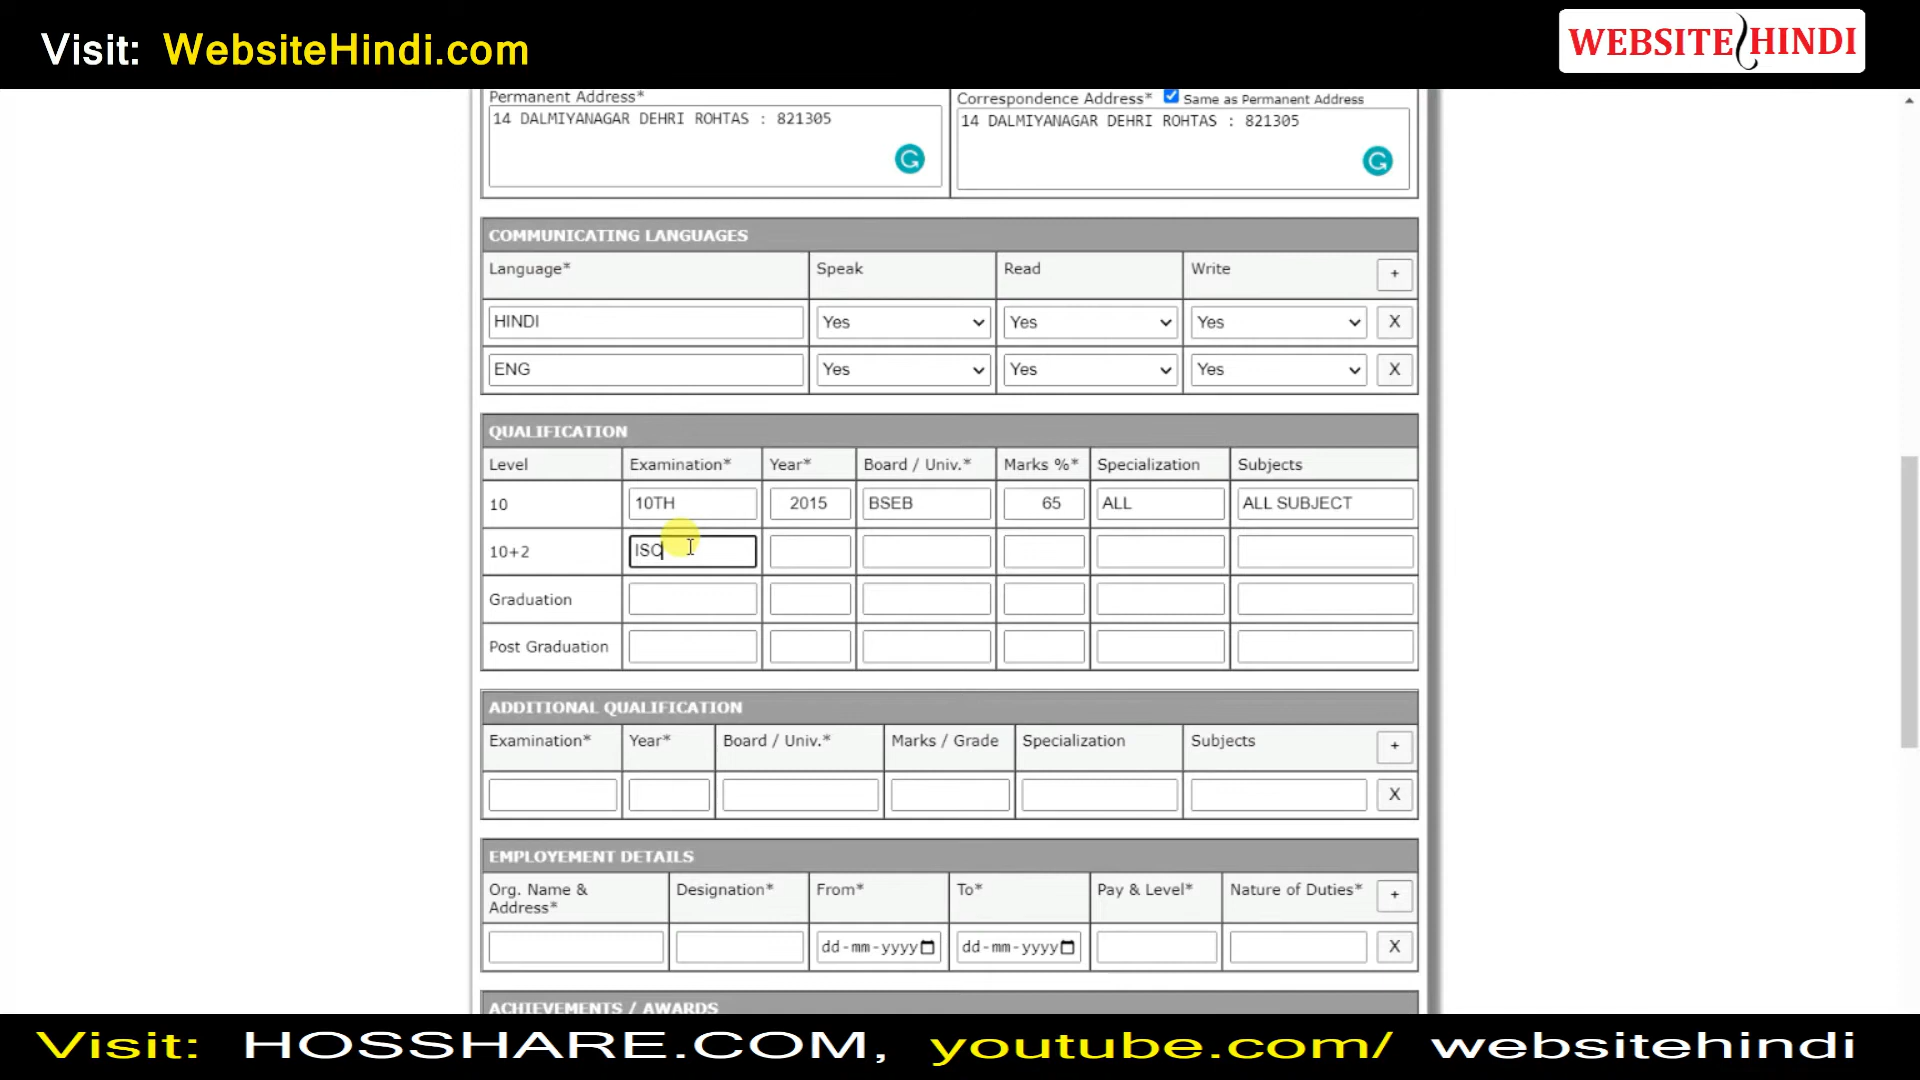 Visit: WebsiteHindi.com
WEBSITE HINDI
Permanent Address*
Correspondence Address* Same as Permanent Address
14 DALMIYANAGAR DEHRI ROHTAS : 821305
14 DALMIYANAGAR DEHRI ROHTAS : 821305
COMMUNICATING LANGUAGES
Language* Speak Read Write +
HINDI Yes Yes Yes X
ENG Yes Yes Yes X
QUALIFICATION
Level Examination* Year* Board / Univ.* Marks %* Specialization Subjects
10 10TH 2015 BSEB 65 ALL ALL SUBJECT
10+2 ISC
Graduation
Post Graduation
ADDITIONAL QUALIFICATION
Examination* Year* Board / Univ.* Marks / Grade Specialization Subjects +
X
EMPLOYEMENT DETAILS
Org. Name & Address* Designation* From* To* Pay & Level* Nature of Duties* +
dd-mm-yyyy dd-mm-yyyy X
ACHIEVEMENTS / AWARDS
Visit: HOSSHARE.COM, youtube.com/ websitehindi